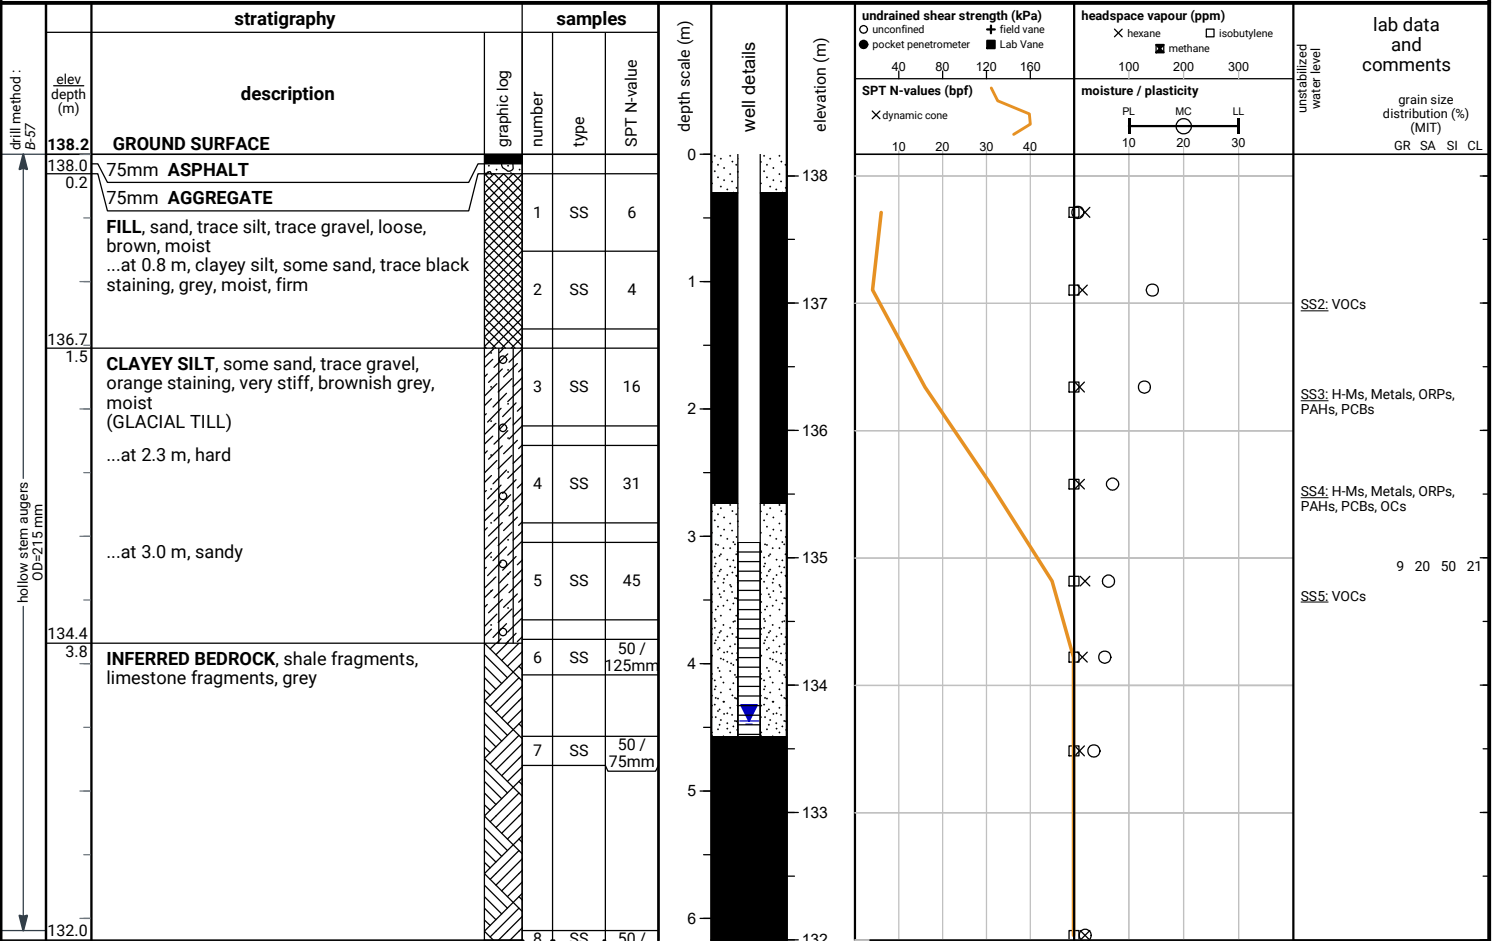 stratigraphy
samples
drill method :
B-57
elev
depth
(m)
description
graphic log
number
type
SPT N-value
depth scale (m)
well details
elevation (m)
undrained shear strength (kPa)
unconfined
field vane
pocket penetrometer
Lab Vane
40 80 120 160
SPT N-values (bpf)
dynamic cone
10 20 30 40
headspace vapour (ppm)
hexane
isobutylene
methane
100 200 300
moisture / plasticity
PL MC LL
10 20 30
unstabilized
water level
lab data
and
comments
grain size
distribution (%)
(MIT)
GR SA SI CL
138.2 GROUND SURFACE
138.0
0.2
75mm ASPHALT
75mm AGGREGATE
FILL, sand, trace silt, trace gravel, loose,
brown, moist
...at 0.8 m, clayey silt, some sand, trace black
staining, grey, moist, firm
136.7
1.5
CLAYEY SILT, some sand, trace gravel,
orange staining, very stiff, brownish grey,
moist
(GLACIAL TILL)
...at 2.3 m, hard
...at 3.0 m, sandy
134.4
3.8
INFERRED BEDROCK, shale fragments,
limestone fragments, grey
132.0
hollow stem augers
OD=215 mm
1 SS 6
2 SS 4
3 SS 16
4 SS 31
5 SS 45
6 SS 50 /
125mm
7 SS 50 /
75mm
8 SS 50 /
0
1
2
3
4
5
6
138
137
136
135
134
133
132
SS2: VOCs
SS3: H-Ms, Metals, ORPs,
PAHs, PCBs
SS4: H-Ms, Metals, ORPs,
PAHs, PCBs, OCs
9 20 50 21
SS5: VOCs